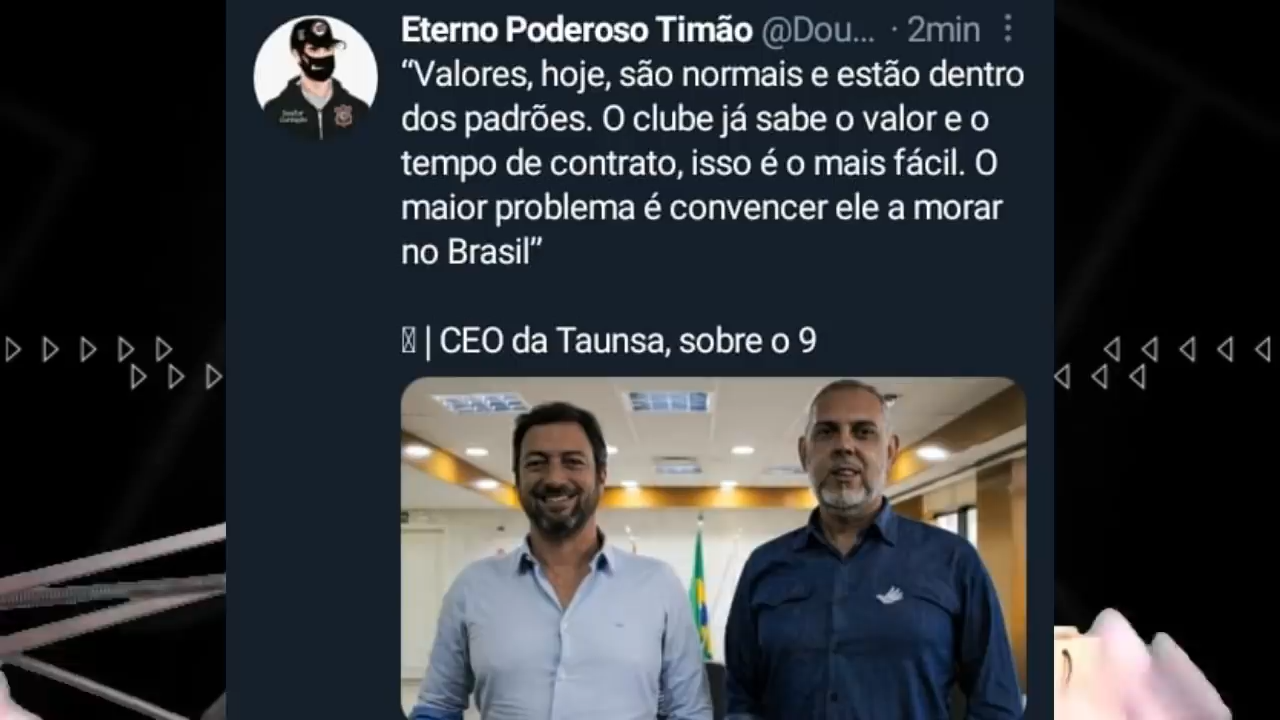 Eterno Poderoso Timão @Dou... · 2min
“Valores, hoje, são normais e estão dentro
dos padrões. O clube já sabe o valor e o
tempo de contrato, isso é o mais fácil. O
maior problema é convencer ele a morar
no Brasil”
| CEO da Taunsa, sobre o 9